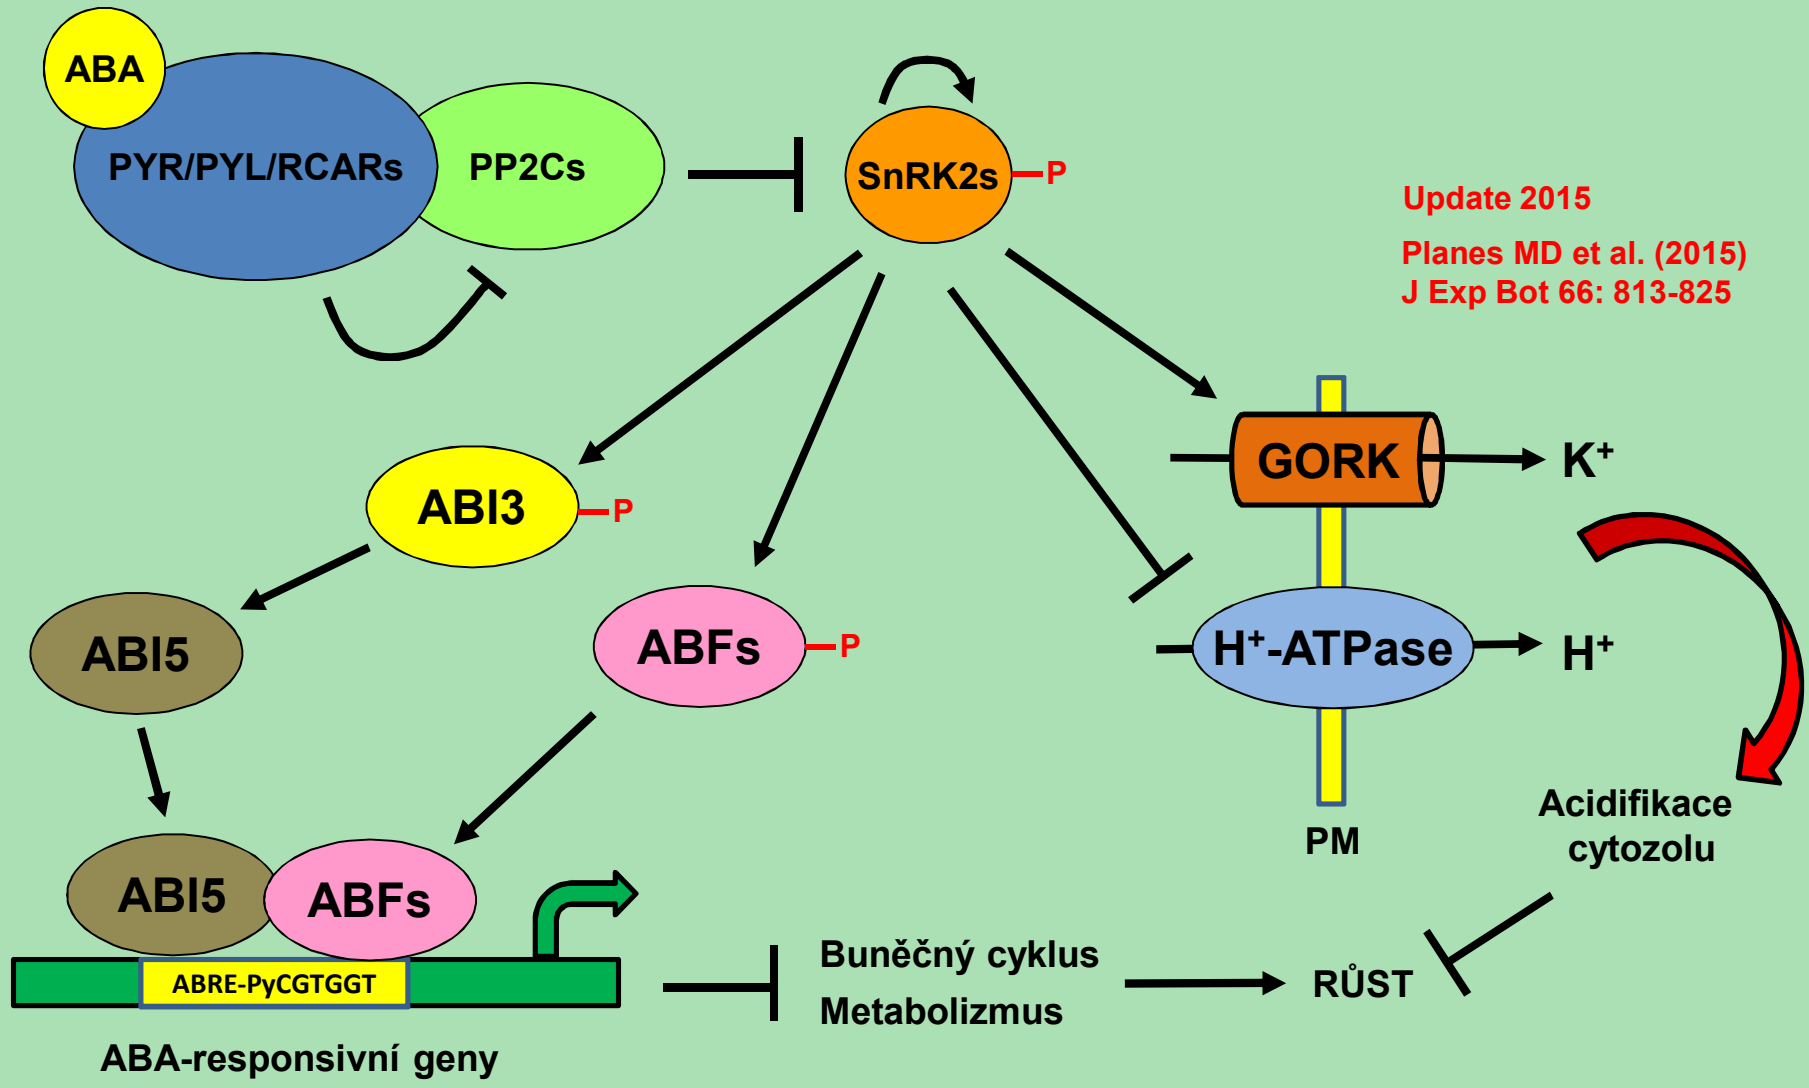 ABA
PYR/PYL/RCARs
PP2Cs
SnRK2s
P
Update 2015
Planes MD et al. (2015)
J Exp Bot 66: 813-825
GORK
K⁺
ABI3
P
ABI5
ABFs
P
H⁺-ATPase
H⁺
PM
Acidifikace
cytozolu
ABI5
ABFs
ABRE-PyCGTGGT
ABA-responsivní geny
Buněčný cyklus
Metabolizmus
RŮST